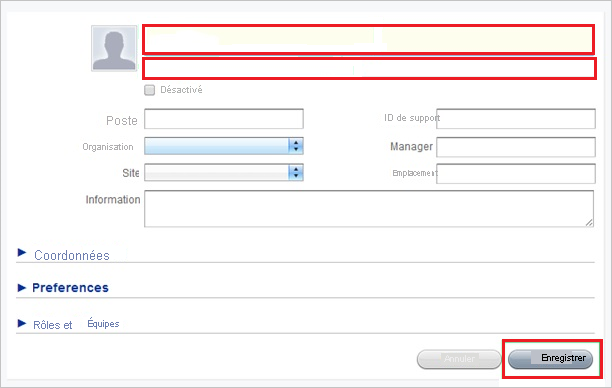 Désactivé
Poste
ID de support
Organisation
Manager
Site
Emplacement
Information
Coordonnées
Preferences
Rôles et Équipes
Annuler Enregistrer